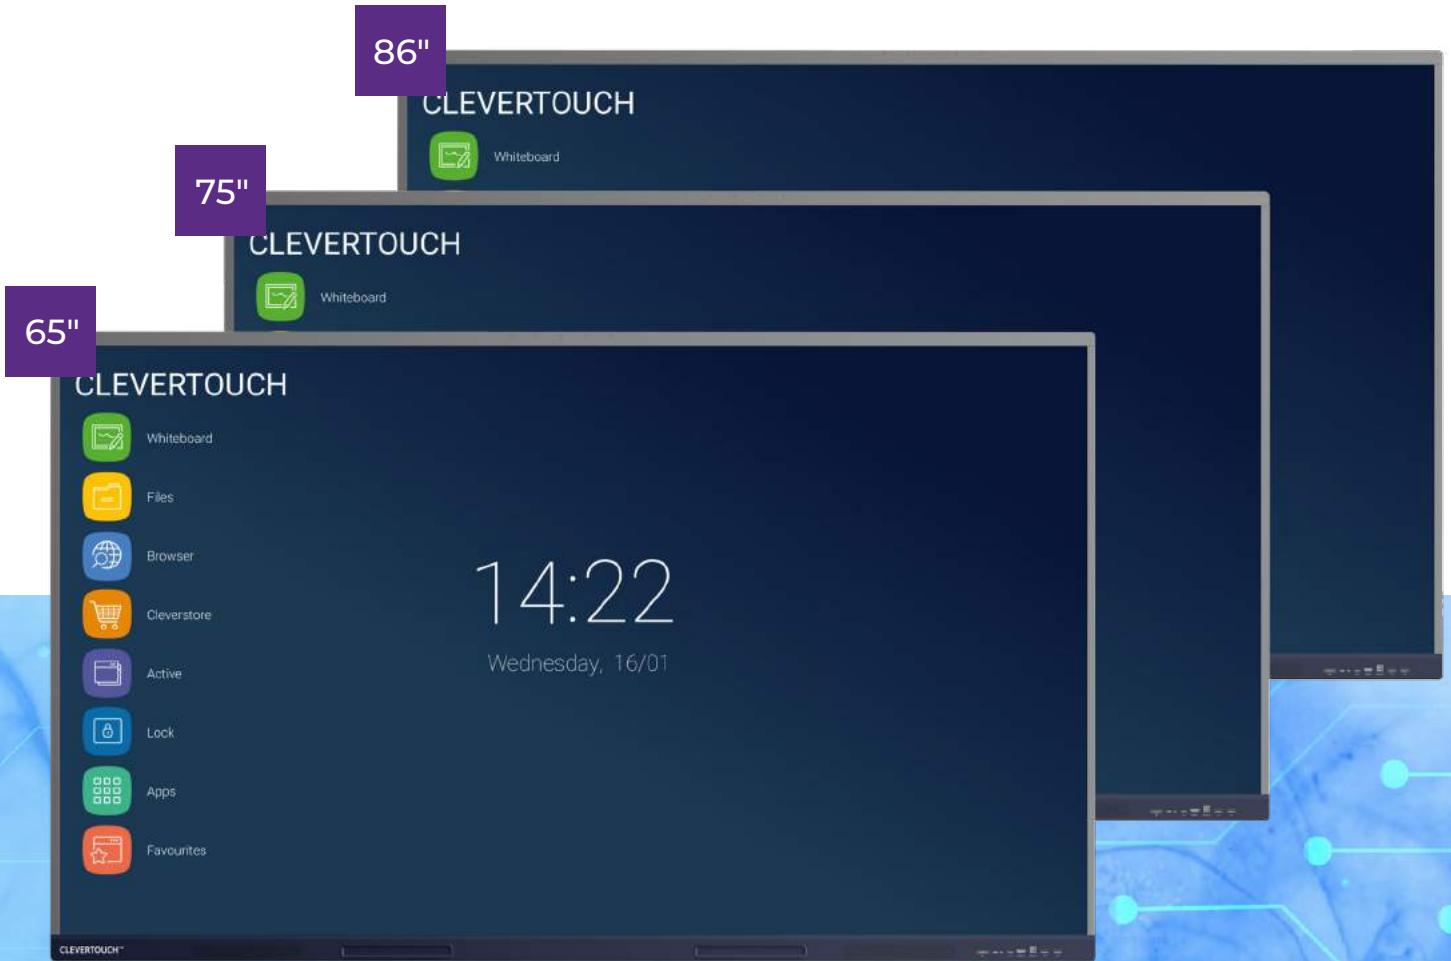 86"
CLEVERTOUCH
Whiteboard
75"
CLEVERTOUCH
Whiteboard
65"
CLEVERTOUCH
Whiteboard
Files
Browser
Cleverstore
Active
Lock
Apps
Favourites
14:22
Wednesday, 16/01
CLEVERTOUCH™